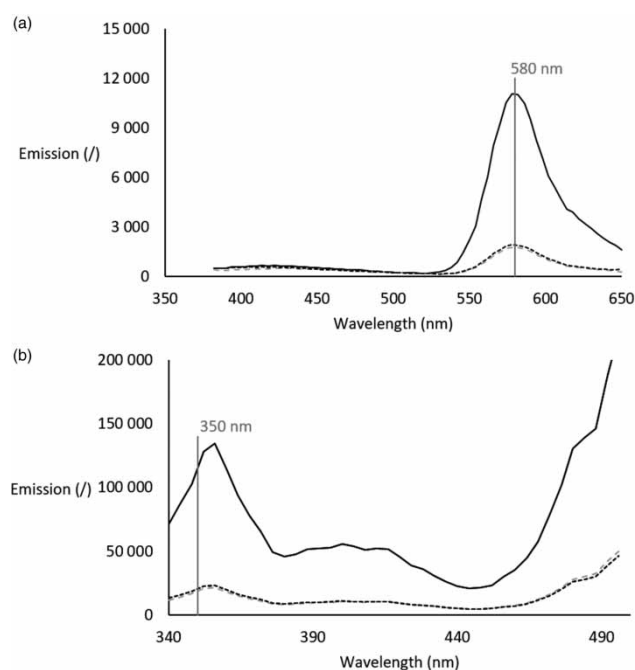 (a)
15 000
12 000
9 000
6 000
3 000
0
Emission (/)
580 nm
350 400 450 500 550 600 650
Wavelength (nm)
(b)
200 000
150 000
100 000
50 000
0
Emission (/)
350 nm
340 390 440 490
Wavelength (nm)